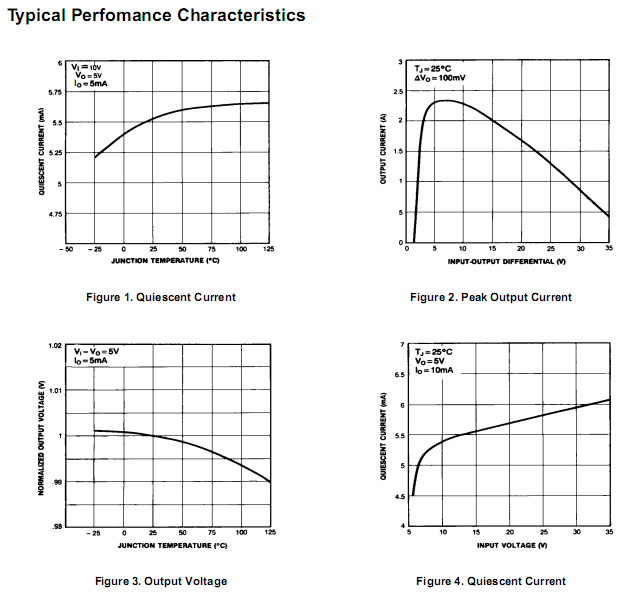 Typical Perfomance Characteristics
VI = 10V
VO = 5V
IO = 5mA
QUIESCENT CURRENT (mA)
6
5.75
5.5
5.25
5
4.75
-50 -25 0 25 50 75 100 125
JUNCTION TEMPERATURE (°C)
Figure 1. Quiescent Current
TJ = 25°C
ΔVO = 100mV
OUTPUT CURRENT (A)
3
2.5
2
1.5
1
5
0
0 5 10 15 20 25 30 35
INPUT-OUTPUT DIFFERENTIAL (V)
Figure 2. Peak Output Current
VI - VO = 5V
IO = 5mA
NORMALIZED OUTPUT VOLTAGE (V)
1.02
1.01
1
.99
.98
-25 0 25 50 75 100 125
JUNCTION TEMPERATURE (°C)
Figure 3. Output Voltage
TJ = 25°C
VO = 5V
IO = 10mA
QUIESCENT CURRENT (mA)
7
6.5
6
5.5
5
4.5
4
5 10 15 20 25 30 35
INPUT VOLTAGE (V)
Figure 4. Quiescent Current